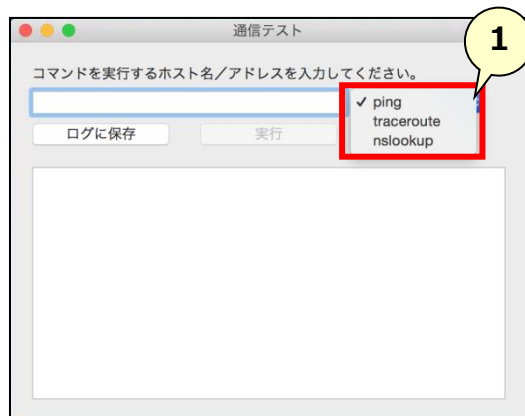 通信テスト
1
コマンドを実行するホスト名／アドレスを入力してください。
✓ ping
traceroute
nslookup
ログに保存
実行